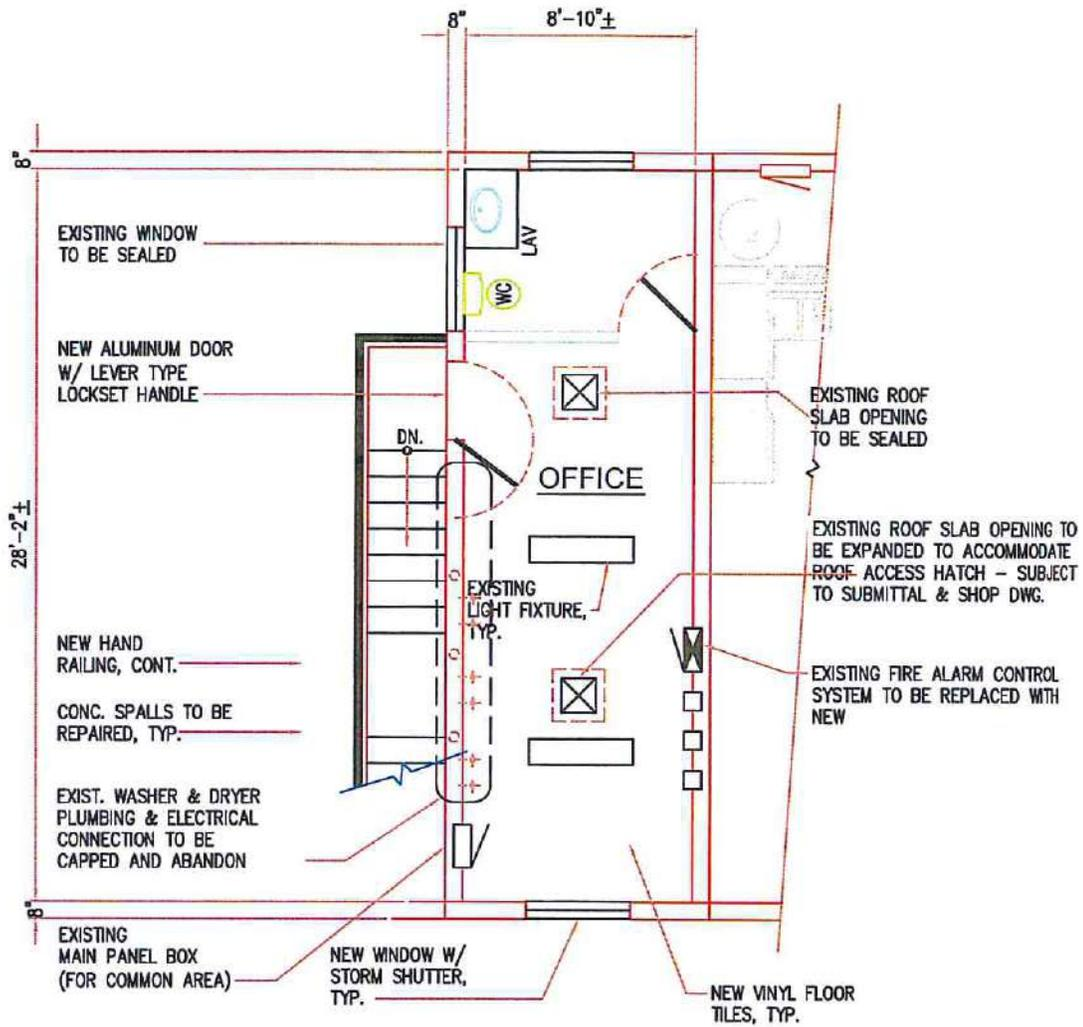 8"
8'-10"±
8"
EXISTING WINDOW
TO BE SEALED
LAV
WC
NEW ALUMINUM DOOR
W/ LEVER TYPE
LOCKSET HANDLE
DN.
OFFICE
EXISTING ROOF
SLAB OPENING
TO BE SEALED
28'-2"±
EXISTING ROOF SLAB OPENING TO
BE EXPANDED TO ACCOMMODATE
ROOF ACCESS HATCH - SUBJECT
TO SUBMITTAL & SHOP DWG.
EXISTING
LIGHT FIXTURE,
TYP.
NEW HAND
RAILING, CONT.
EXISTING FIRE ALARM CONTROL
SYSTEM TO BE REPLACED WITH
NEW
CONC. SPALLS TO BE
REPAIRED, TYP.
EXIST. WASHER & DRYER
PLUMBING & ELECTRICAL
CONNECTION TO BE
CAPPED AND ABANDON
8"
EXISTING
MAIN PANEL BOX
(FOR COMMON AREA)
NEW WINDOW W/
STORM SHUTTER,
TYP.
NEW VINYL FLOOR
TILES, TYP.